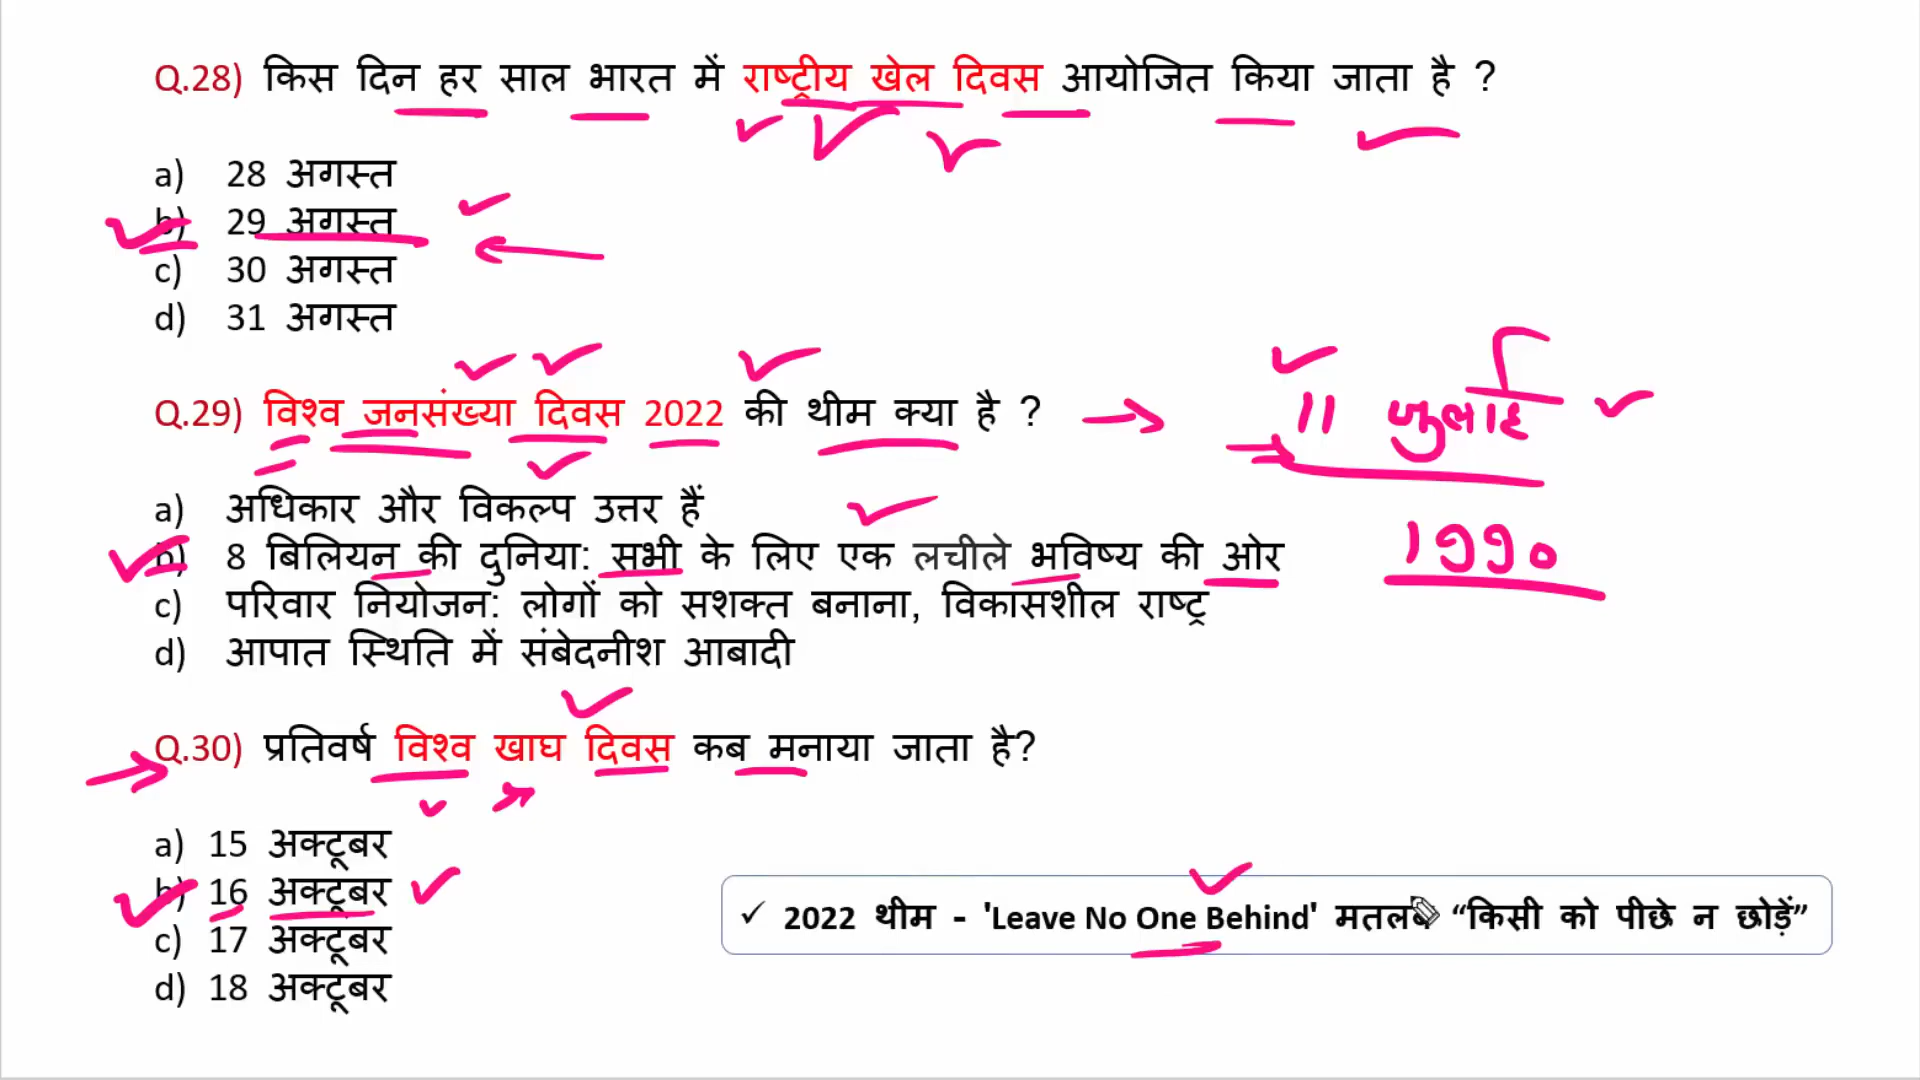 Q.28) किस दिन हर साल भारत में राष्ट्रीय खेल दिवस आयोजित किया जाता है ?
a) 28 अगस्त
b) 29 अगस्त
c) 30 अगस्त
d) 31 अगस्त
Q.29) विश्व जनसंख्या दिवस 2022 की थीम क्या है ?
11 जुलाई
a) अधिकार और विकल्प उत्तर हैं
b) 8 बिलियन की दुनिया: सभी के लिए एक लचीले भविष्य की ओर
1990
c) परिवार नियोजन: लोगों को सशक्त बनाना, विकासशील राष्ट्र
d) आपात स्थिति में संबेदनीश आबादी
Q.30) प्रतिवर्ष विश्व खाघ दिवस कब मनाया जाता है?
a) 15 अक्टूबर
b) 16 अक्टूबर
c) 17 अक्टूबर
d) 18 अक्टूबर
✓ 2022 थीम - 'Leave No One Behind' मतलब “किसी को पीछे न छोड़ें”